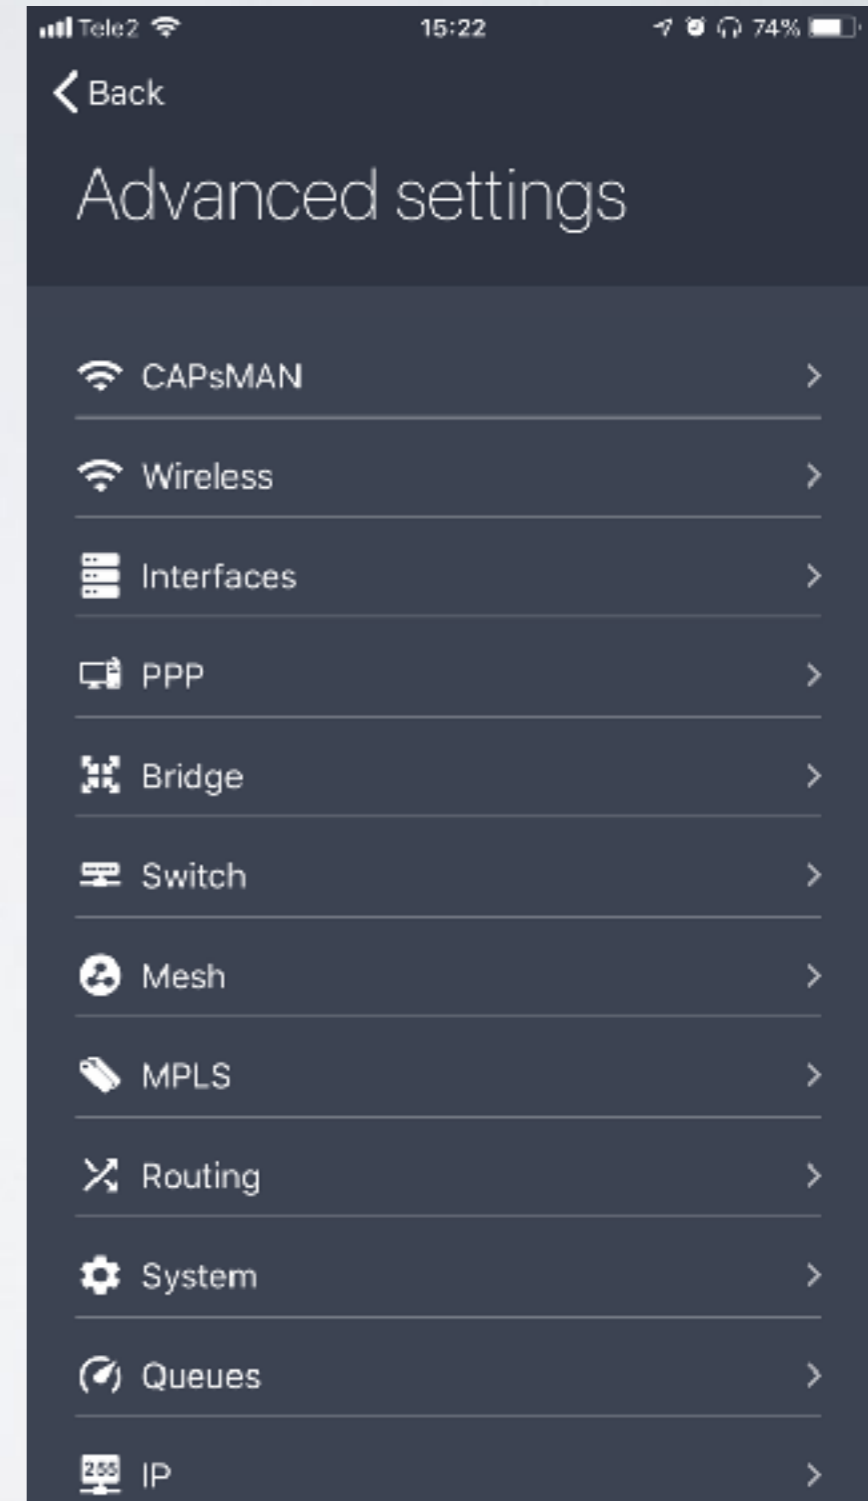 Tele2 15:22 74%
Back
Advanced settings
CAPsMAN
Wireless
Interfaces
PPP
Bridge
Switch
Mesh
MPLS
Routing
System
Queues
255 IP